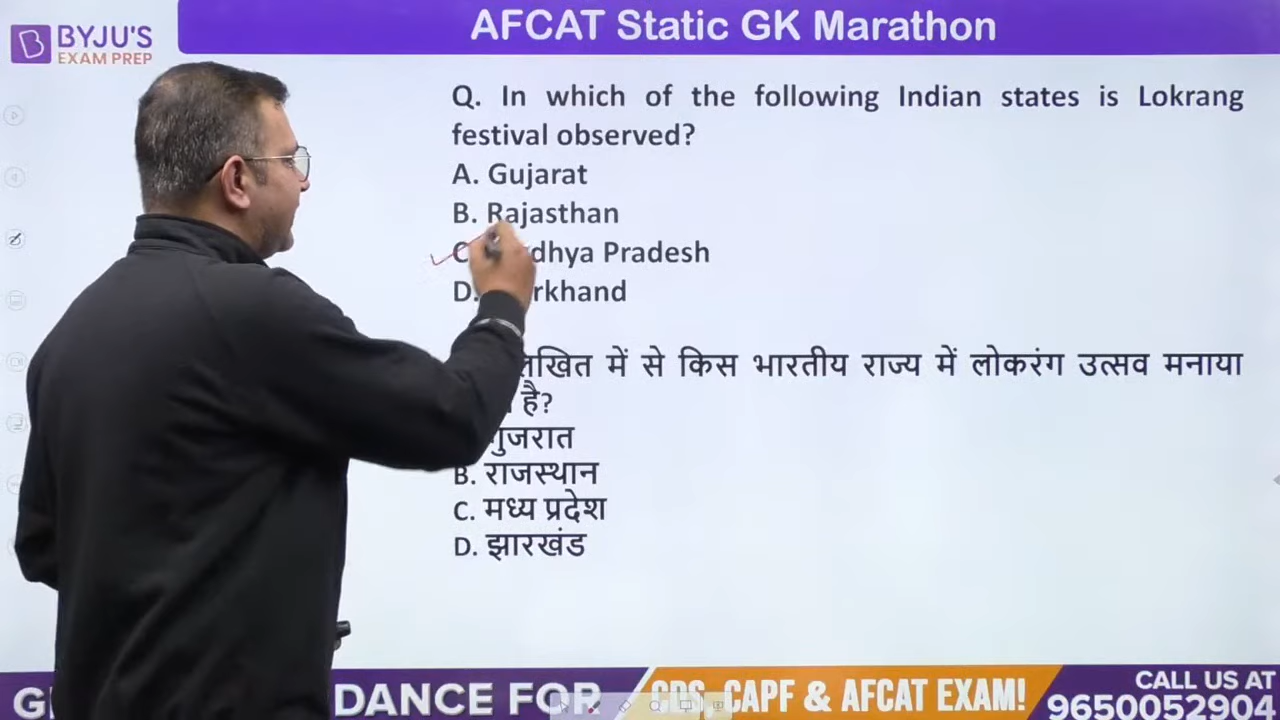 AFCAT Static GK Marathon
BYJU'S
EXAM PREP
Q. In which of the following Indian states is Lokrang
festival observed?
A. Gujarat
B. Rajasthan
Pradesh
D.
लोकरंग उत्सव मनाया
में से किस भारतीय राज्य में
है?
गुजरात
B. राजस्थान
C. मध्य प्रदेश
D. झारखंड
DANCE FOR
CDS, CAPF & AFCAT EXAM!
CALL US AT
9650052904